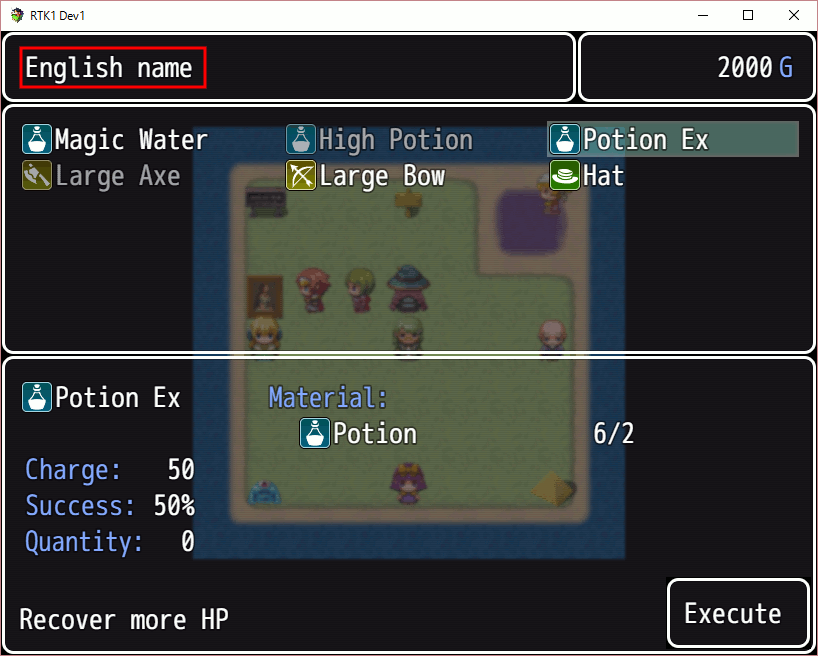 RTK1 Dev1
English name
2000 G
Magic Water High Potion Potion Ex
Large Axe Large Bow Hat
Potion Ex Material:
Potion 6/2
Charge: 50
Success: 50%
Quantity: 0
Recover more HP
Execute